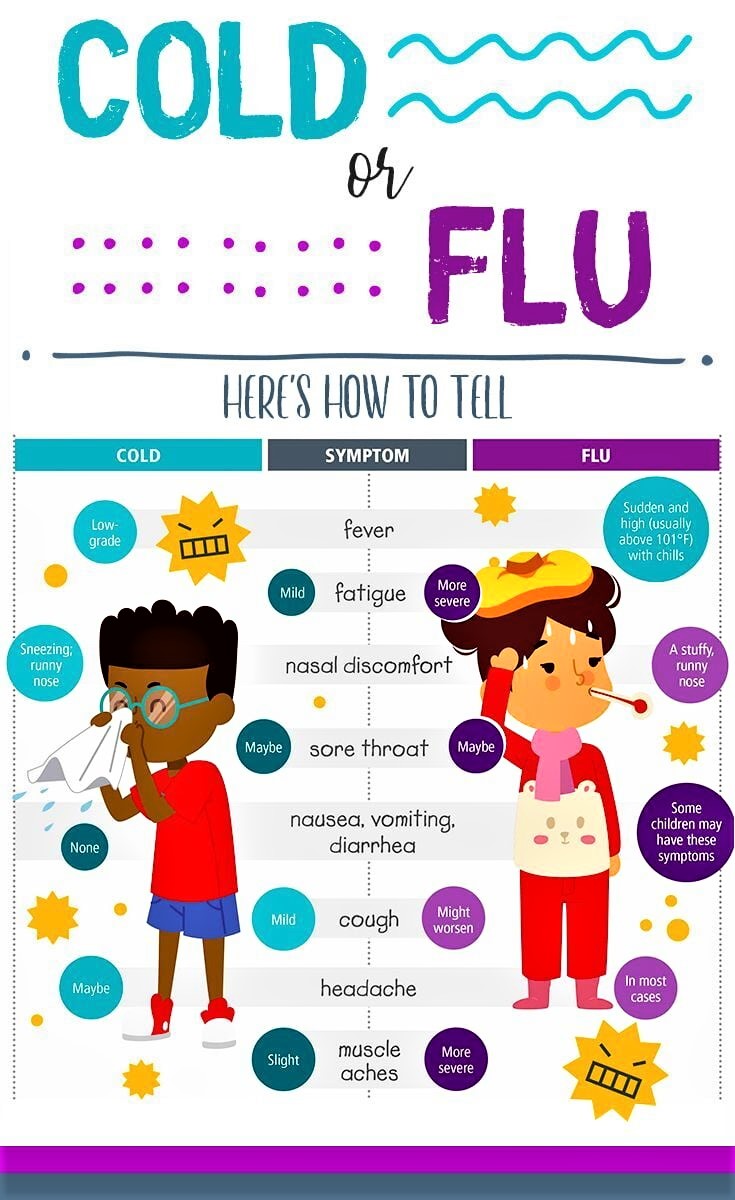 COLD
or
FLU
HERE'S HOW TO TELL
COLD SYMPTOM FLU
Low-
grade
fever
Sudden and
high (usually
above 101°F)
with chills
Mild
fatigue
More
severe
Sneezing;
runny
nose
nasal discomfort
A stuffy,
runny
nose
Maybe
sore throat
Maybe
None
nausea, vomiting,
diarrhea
Some
children may
have these
symptoms
Mild
cough
Might
worsen
Maybe
headache
In most
cases
Slight
muscle
aches
More
severe